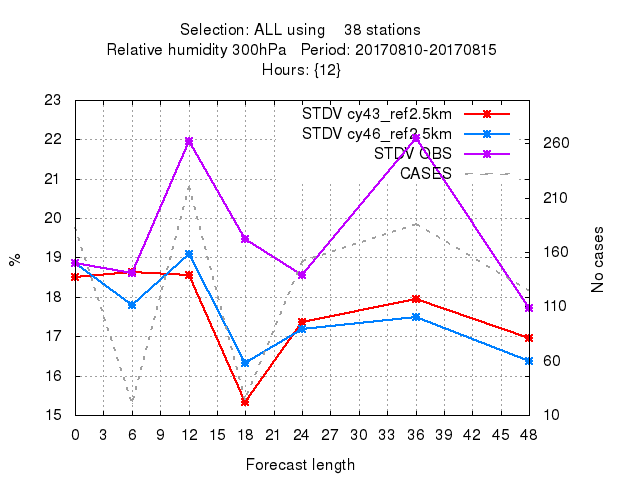 Selection: ALL using    38 stations
Relative humidity 300hPa   Period: 20170810-20170815
Hours: {12}
STDV cy43_ref2.5km
STDV cy46_ref2.5km
STDV OBS
CASES
23
22
21
20
19
18
17
16
15
%
260
210
160
110
60
10
No cases
0 3 6 9 12 15 18 21 24 27 30 33 36 39 42 45 48
Forecast length